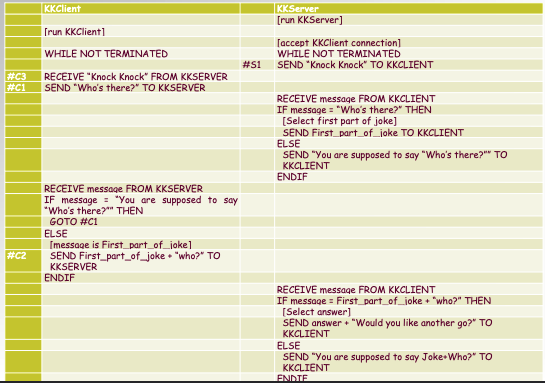 KKClient KKServer
[run KKServer]
[run KKClient]
[accept KKClient connection]
WHILE NOT TERMINATED WHILE NOT TERMINATED
#S1 SEND “Knock Knock” TO KKCLIENT
#C3 RECEIVE “Knock Knock” FROM KKSERVER
#C1 SEND “Who’s there?” TO KKSERVER
RECEIVE message FROM KKCLIENT
IF message = “Who’s there?” THEN
[Select first part of joke]
SEND First_part_of_joke TO KKCLIENT
ELSE
SEND “You are supposed to say “Who’s there?”” TO
KKCLIENT
ENDIF
RECEIVE message FROM KKSERVER
IF message = “You are supposed to say
“Who’s there?”” THEN
GOTO #C1
ELSE
[message is First_part_of_joke]
#C2 SEND First_part_of_joke + “who?” TO
KKSERVER
ENDIF
RECEIVE message FROM KKCLIENT
IF message = First_part_of_joke + “who?” THEN
[Select answer]
SEND answer + “Would you like another go?” TO
KKCLIENT
ELSE
SEND “You are supposed to say Joke+Who?” TO
KKCLIENT
ENDIF